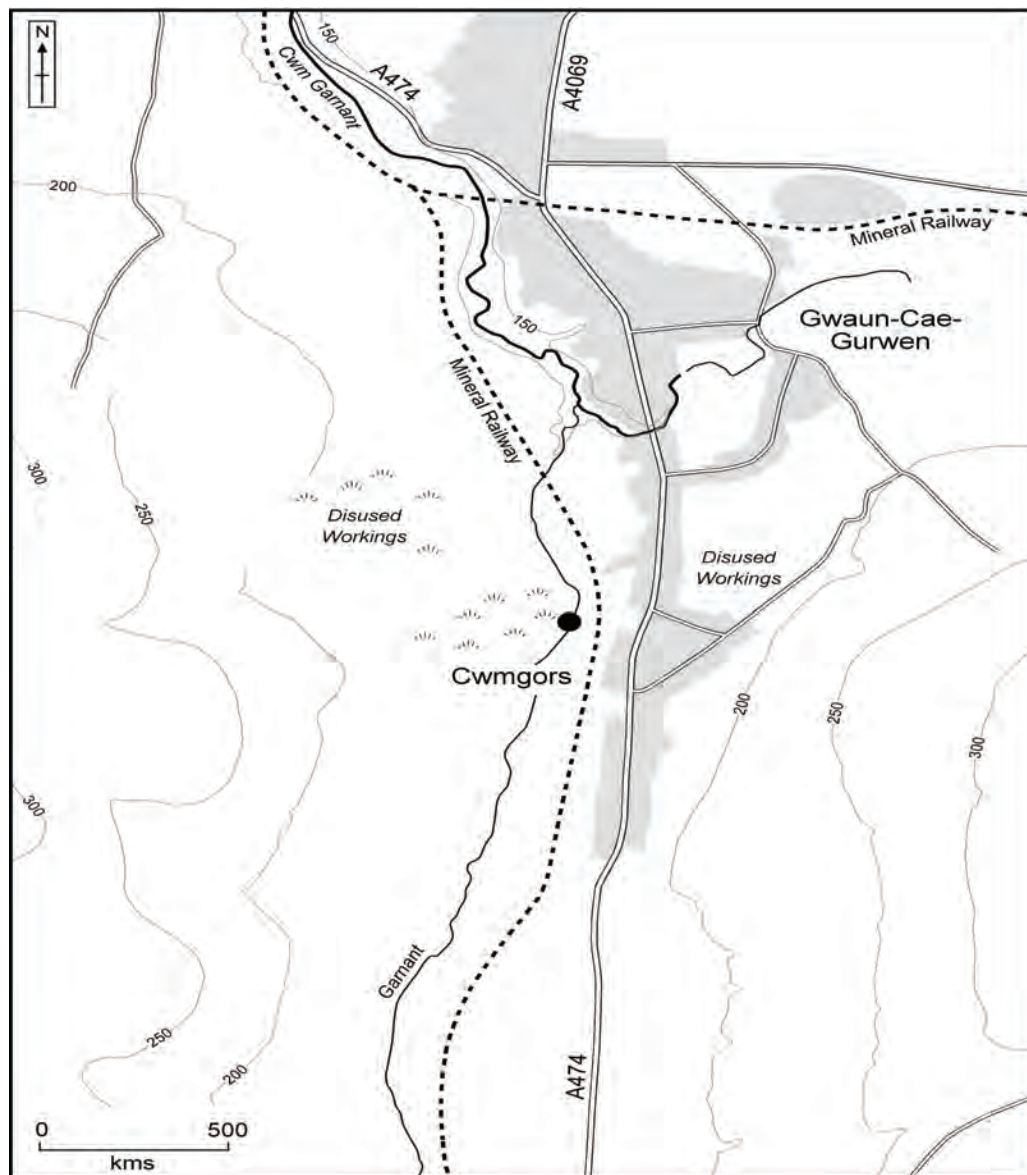 N
150
A474
Cwm Garnant
A4069
200
Mineral Railway
150
Gwaun-Cae-
Gurwen
Mineral Railway
300
250
Disused
Workings
Disused
Workings
Cwmgors
200
250
300
300
Garnant
250
200
A474
0 500
kms